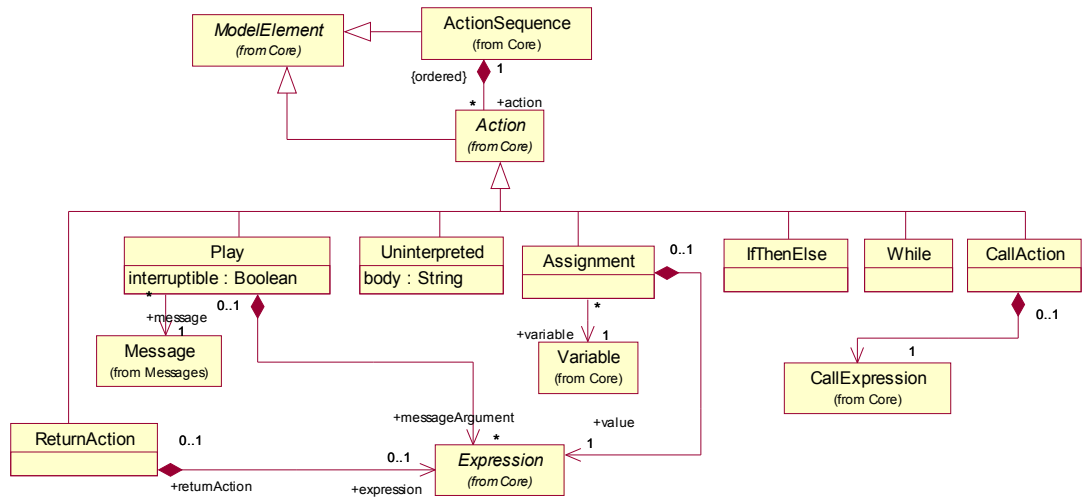 ModelElement
(from Core)
ActionSequence
(from Core)
{ordered}
1
*
+action
Action
(from Core)
Play
interruptible : Boolean
Uninterpreted
body : String
Assignment
0..1
IfThenElse
While
CallAction
*
0..1
+message
1
*
+variable
1
0..1
1
Message
(from Messages)
Variable
(from Core)
CallExpression
(from Core)
+messageArgument
*
+value
1
ReturnAction
0..1
+returnAction
0..1
+expression
Expression
(from Core)